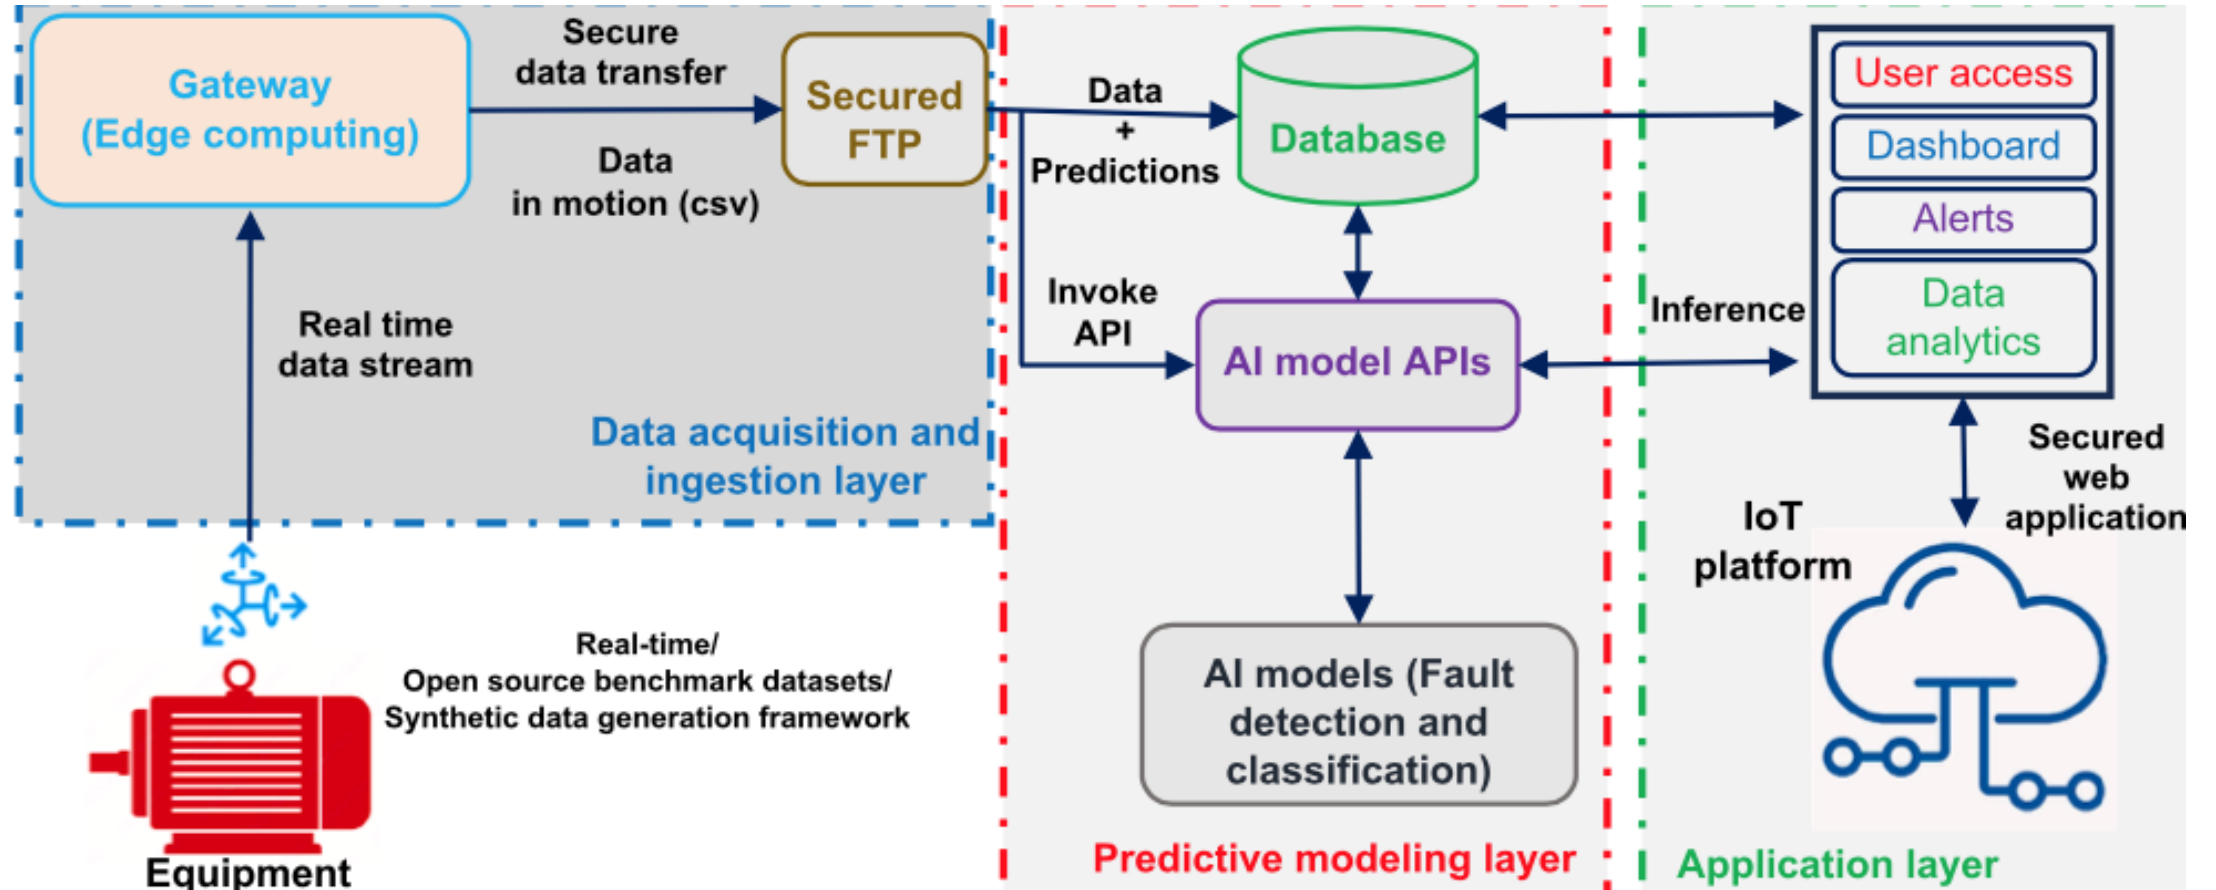 Gateway
(Edge computing)
Secure
data transfer
Data
in motion (csv)
Secured
FTP
Real time
data stream
Data acquisition and
ingestion layer
Real-time/
Open source benchmark datasets/
Synthetic data generation framework
Equipment
Data
+
Predictions
Database
Invoke
API
AI model APIs
AI models (Fault
detection and
classification)
Predictive modeling layer
User access
Dashboard
Alerts
Data
analytics
Inference
Secured
web
application
IoT
platform
Application layer